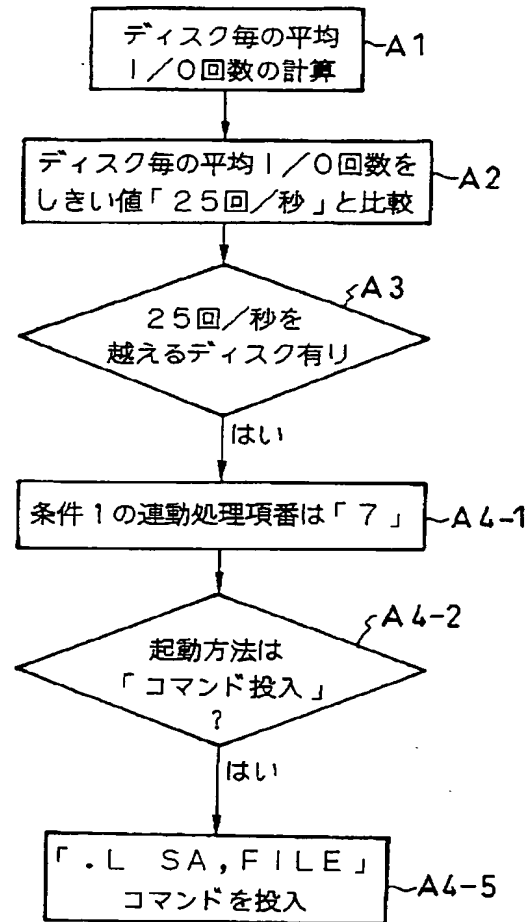 ディスク毎の平均
I/O回数の計算
A1
ディスク毎の平均I/O回数を
しきい値「25回/秒」と比較
A2
25回/秒を
越えるディスク有り
A3
はい
条件1の連動処理項番は「7」
A4-1
起動方法は
「コマンド投入」
?
A4-2
はい
「.L SA,FILE」
コマンドを投入
A4-5